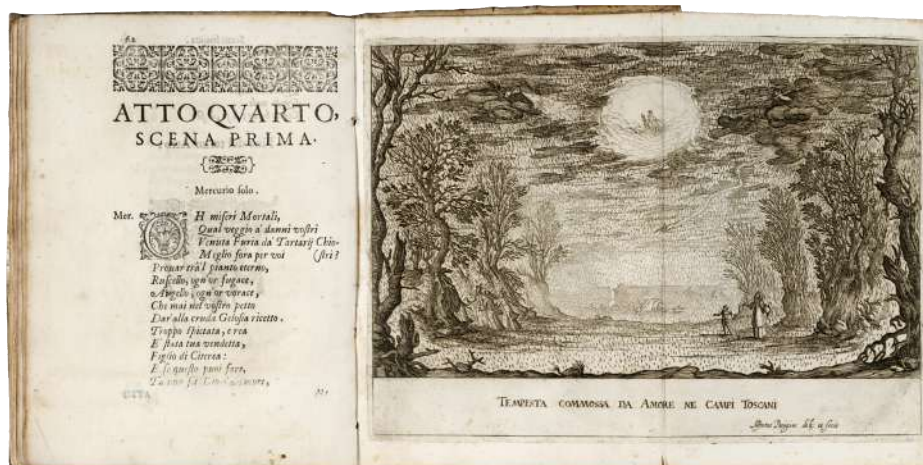 62
ATTO QVARTO,
SCENA PRIMA.
Mercurio solo.
Mer. OH miseri Mortali,
Qual veggio a' danni vostri
Venuta Furia da' Tartarij Chio-
Meglio fora per voi (stri?
Prouar trà'l pianto eterno,
Ruscello, ogn'or fugace,
Augello, ogn'or vorace,
Che mai nel vostro petto
Dar'alla cruda Gelosia ricetto.
Troppo spietata, e rea
E stata tua vendetta,
Figlio di Citerea:
E se questo puoi fare,
TEMPESTA COMMOSSA DA AMORE NE CAMPI TOSCANI